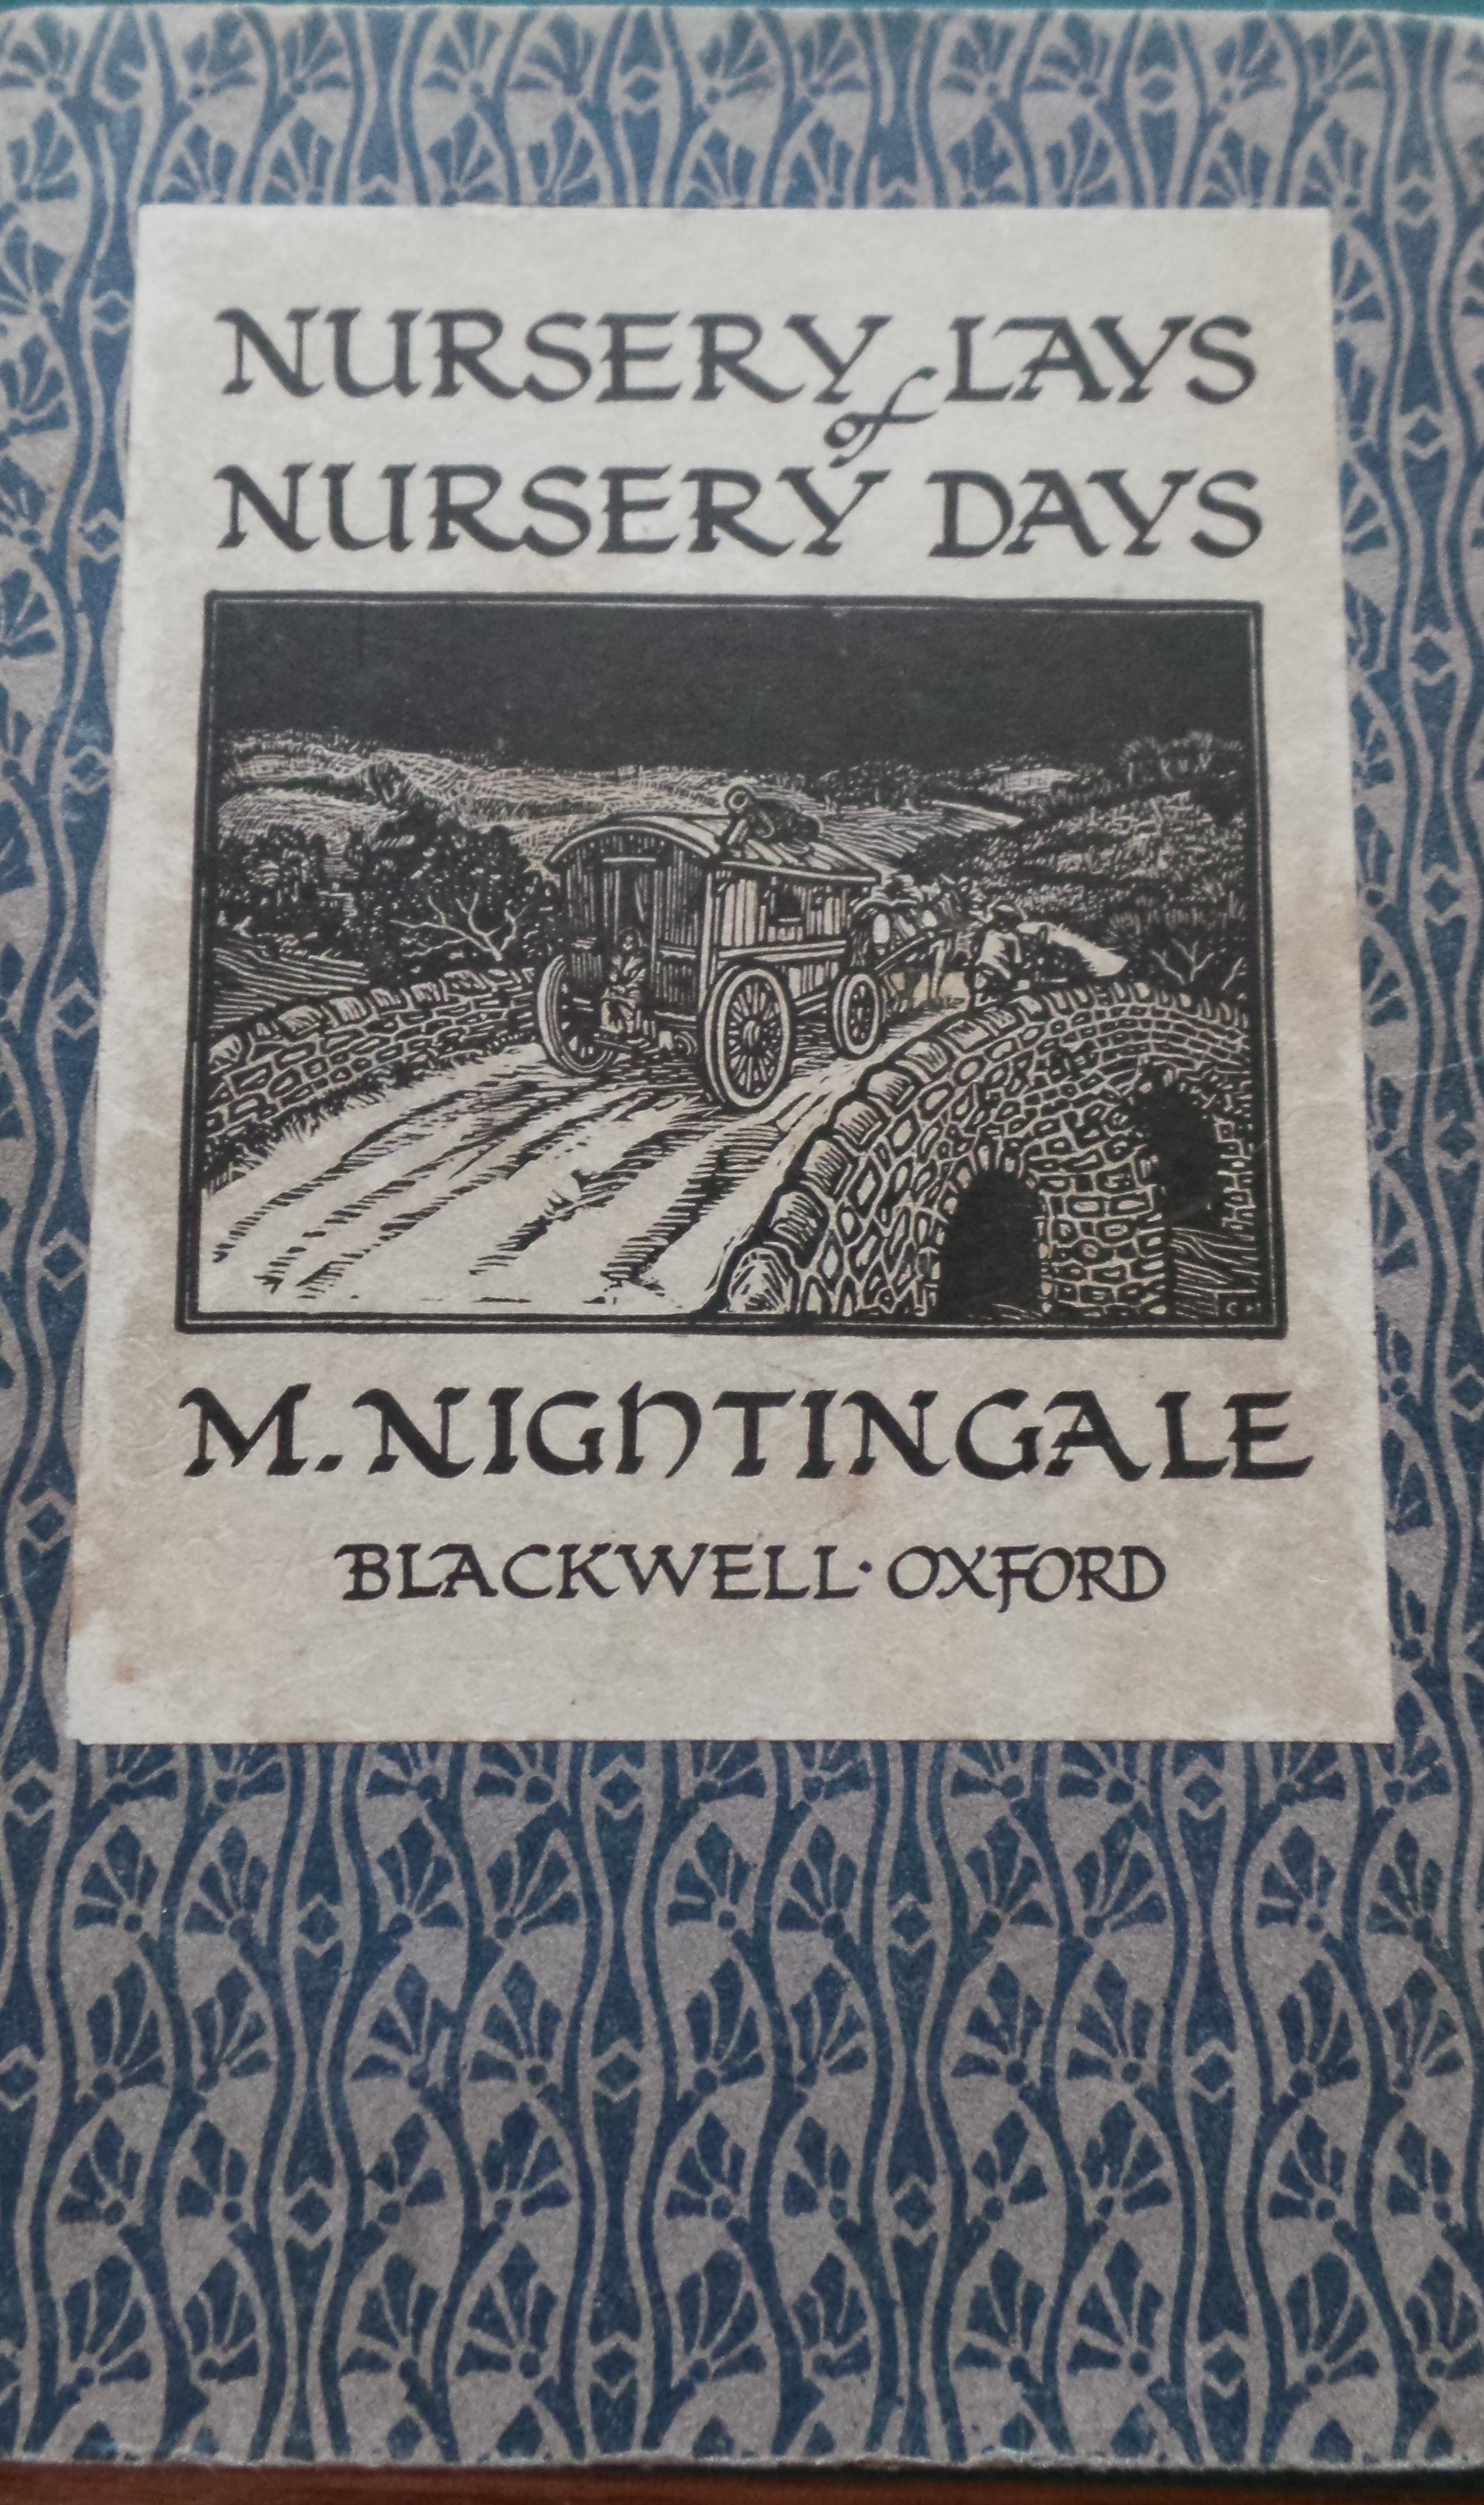 NURSERY LAYS
of
NURSERY DAYS
M. NIGHTINGALE
BLACKWELL · OXFORD